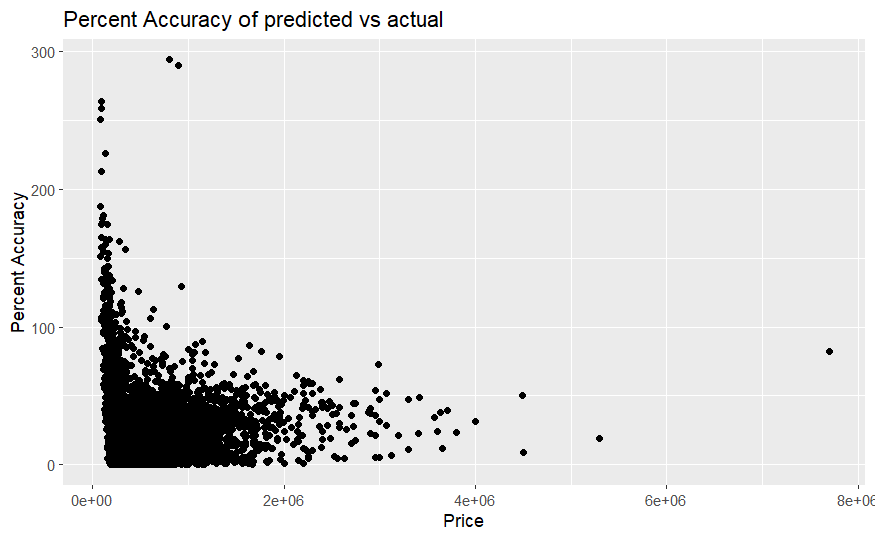 Percent Accuracy of predicted vs actual
Percent Accuracy
300
200
100
0
0e+00 2e+06 4e+06 6e+06 8e+06
Price